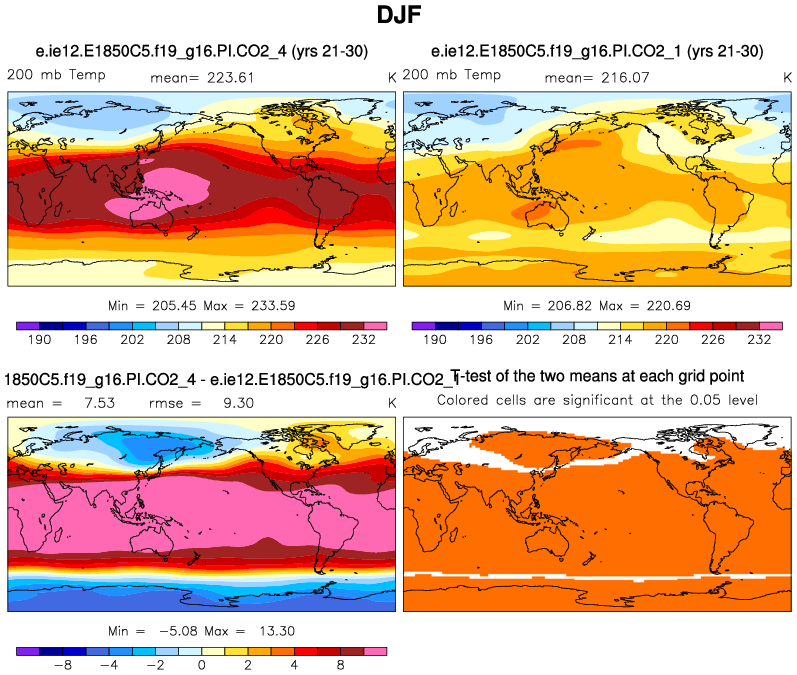 DJF
e.ie12.E1850C5.f19_g16.PI.CO2_4 (yrs 21-30)
200 mb Temp mean= 223.61 K
e.ie12.E1850C5.f19_g16.PI.CO2_1 (yrs 21-30)
200 mb Temp mean= 216.07 K
Min = 205.45 Max = 233.59
190 196 202 208 214 220 226 232
Min = 206.82 Max = 220.69
190 196 202 208 214 220 226 232
1850C5.f19_g16.PI.CO2_4 - e.ie12.E1850C5.f19_g16.PI.CO2_1
mean = 7.53 rmse = 9.30 K
T-test of the two means at each grid point
Colored cells are significant at the 0.05 level
Min = -5.08 Max = 13.30
-8 -4 -2 0 2 4 8